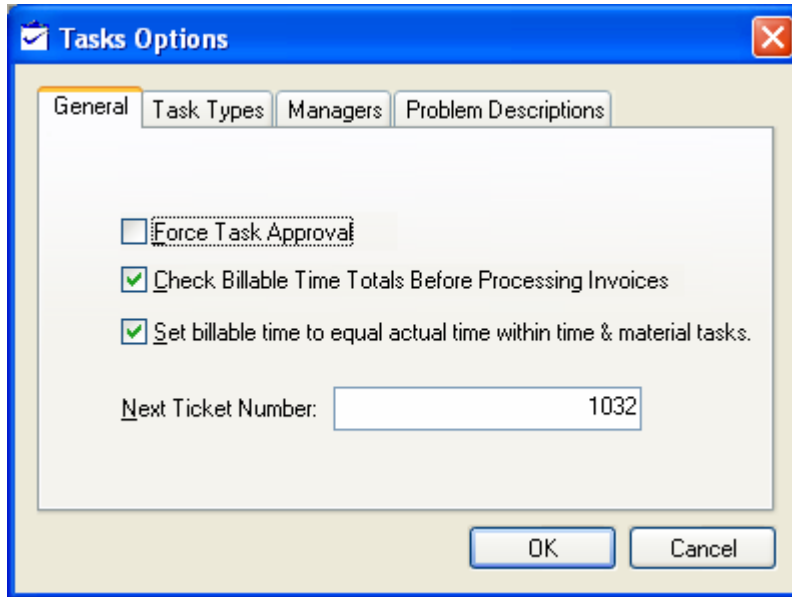 Tasks Options
General Task Types Managers Problem Descriptions
Force Task Approval
Check Billable Time Totals Before Processing Invoices
Set billable time to equal actual time within time & material tasks.
Next Ticket Number: 1032
OK Cancel